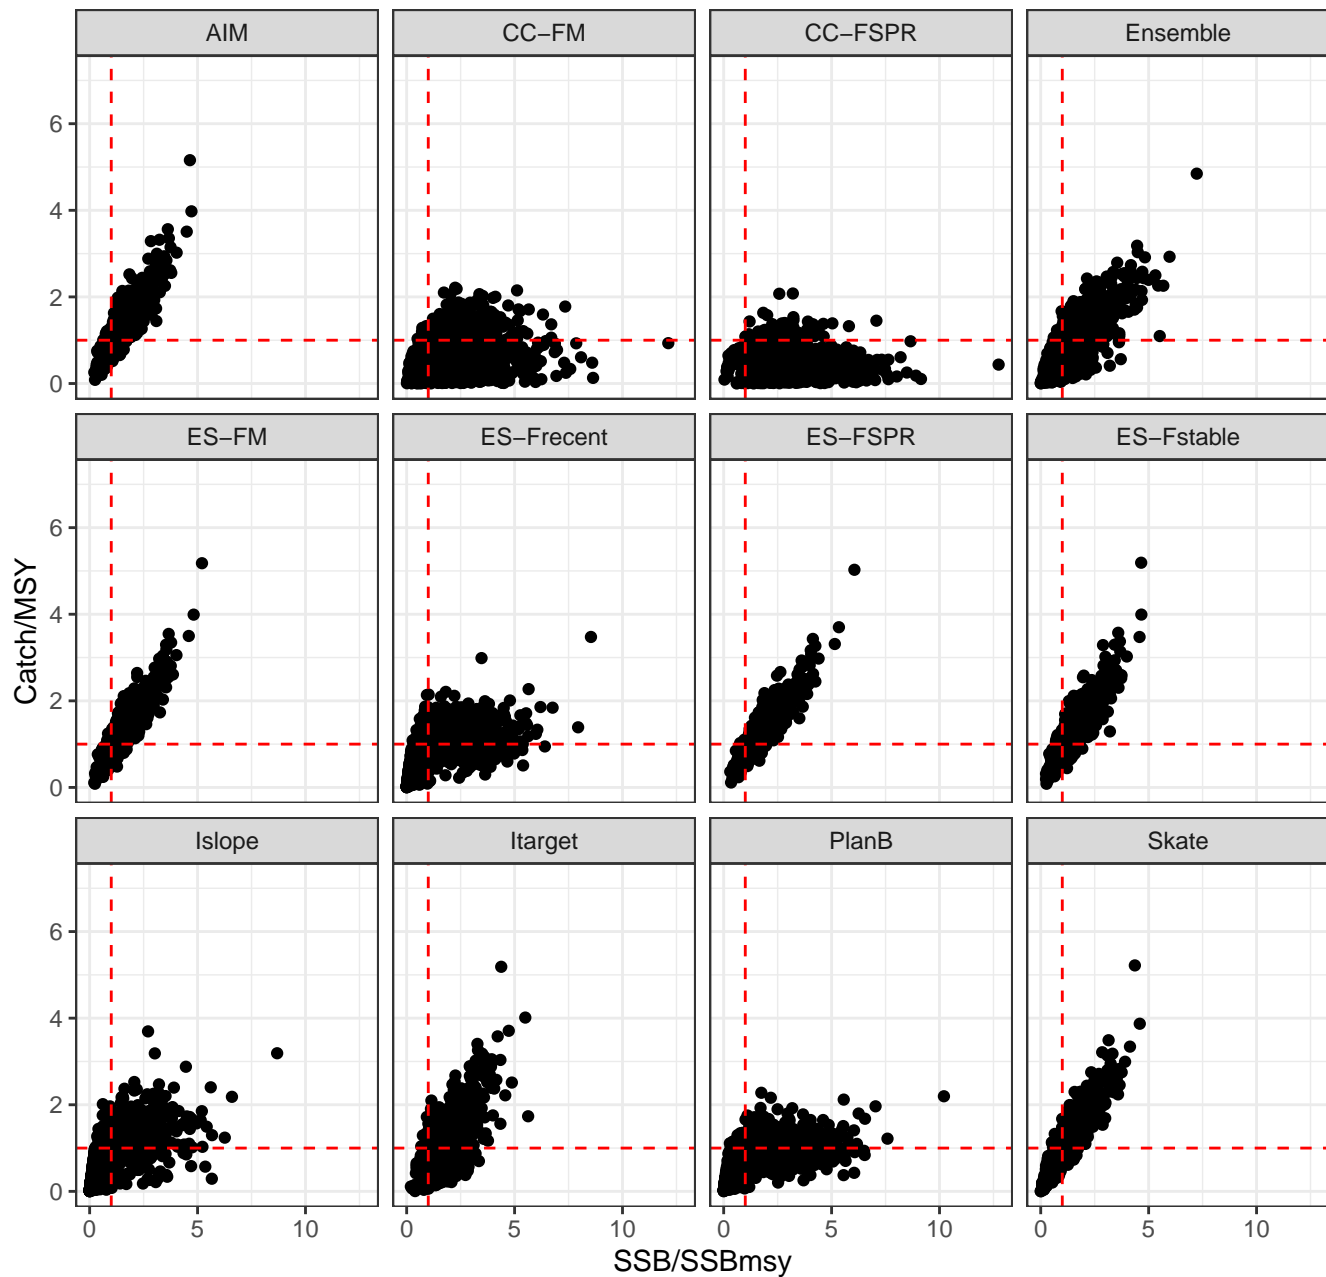 AIM CC−FM CC−FSPR Ensemble
6
4
2
0
ES−FM ES−Frecent ES−FSPR ES−Fstable
6
4
2
0
Catch/MSY
Islope Itarget PlanB Skate
6
4
2
0
0 5 10 0 5 10 0 5 10 0 5 10
SSB/SSBmsy